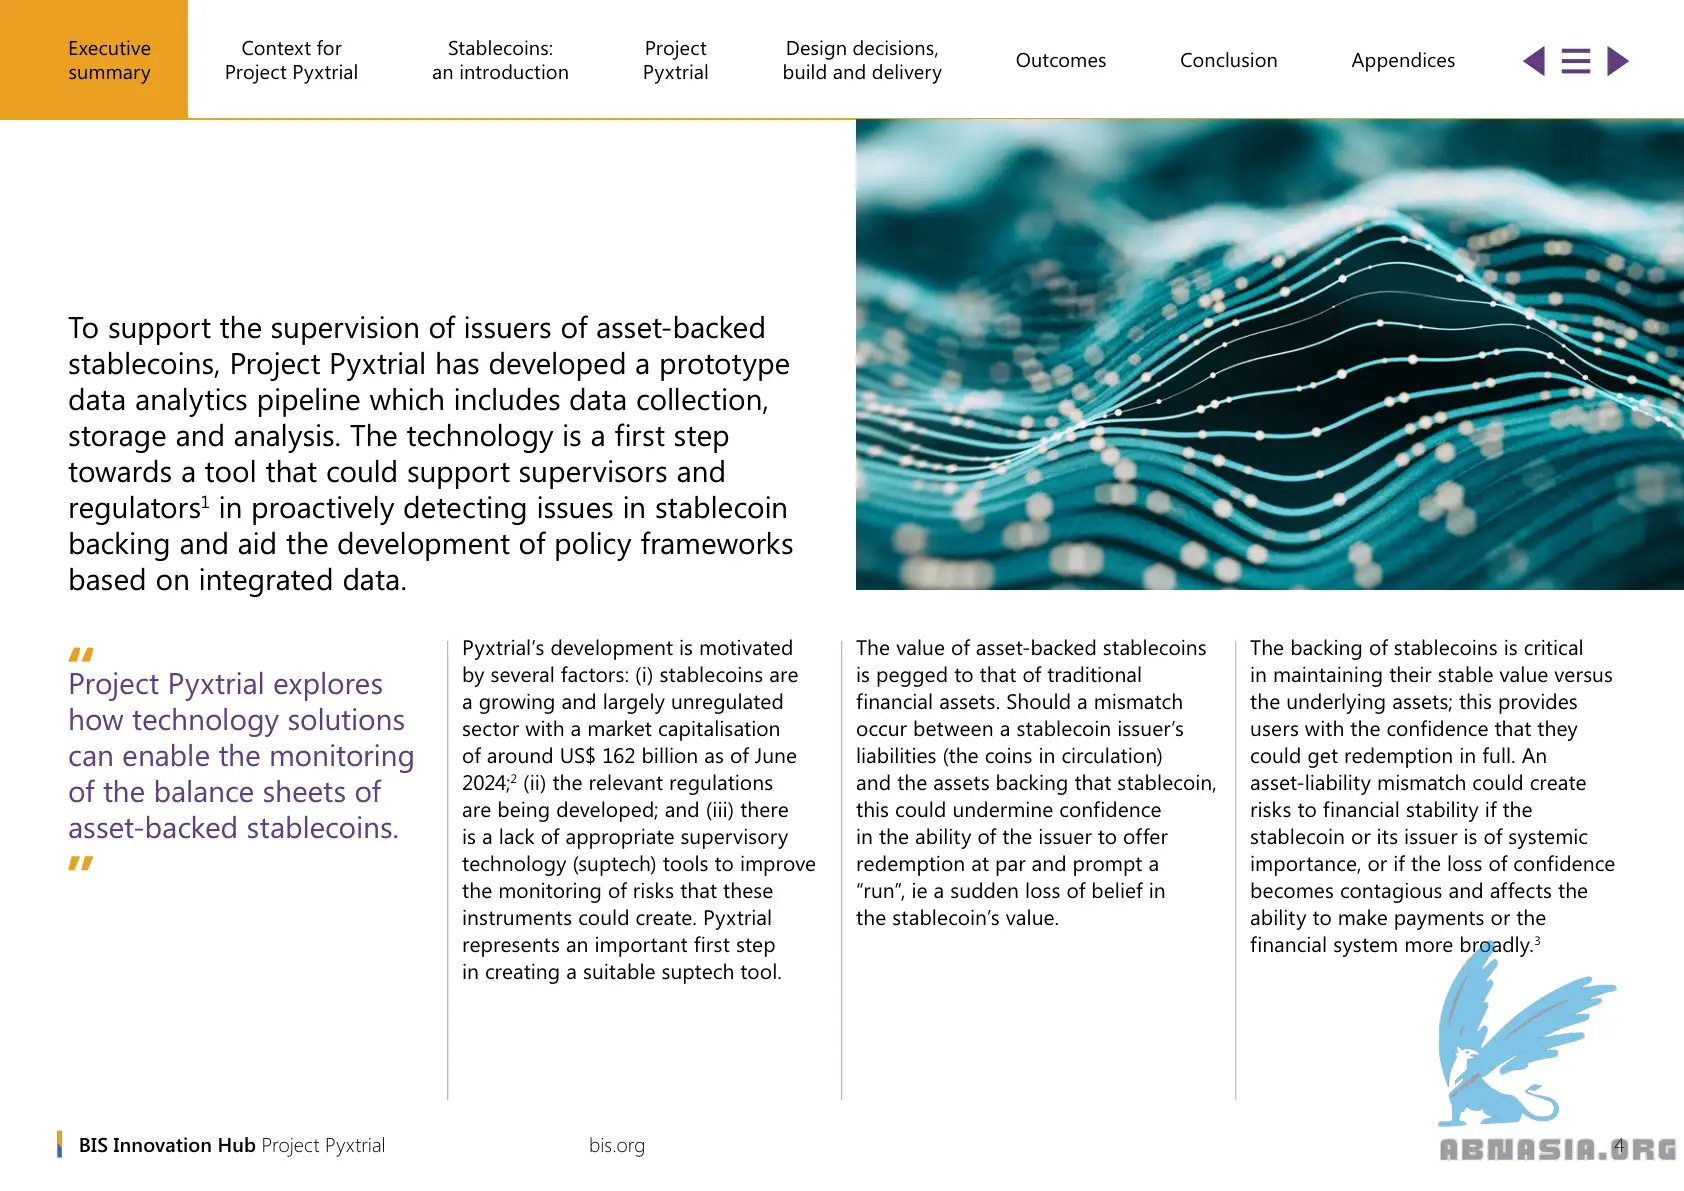 Executive
summary
Context for
Project Pyxtrial
Stablecoins:
an introduction
Project
Pyxtrial
Design decisions,
build and delivery
Outcomes
Conclusion
Appendices
To support the supervision of issuers of asset-backed
stablecoins, Project Pyxtrial has developed a prototype
data analytics pipeline which includes data collection,
storage and analysis. The technology is a first step
towards a tool that could support supervisors and
regulators¹ in proactively detecting issues in stablecoin
backing and aid the development of policy frameworks
based on integrated data.
“
Project Pyxtrial explores
how technology solutions
can enable the monitoring
of the balance sheets of
asset-backed stablecoins.
”
Pyxtrial’s development is motivated
by several factors: (i) stablecoins are
a growing and largely unregulated
sector with a market capitalisation
of around US$ 162 billion as of June
2024;² (ii) the relevant regulations
are being developed; and (iii) there
is a lack of appropriate supervisory
technology (suptech) tools to improve
the monitoring of risks that these
instruments could create. Pyxtrial
represents an important first step
in creating a suitable suptech tool.
The value of asset-backed stablecoins
is pegged to that of traditional
financial assets. Should a mismatch
occur between a stablecoin issuer’s
liabilities (the coins in circulation)
and the assets backing that stablecoin,
this could undermine confidence
in the ability of the issuer to offer
redemption at par and prompt a
“run”, ie a sudden loss of belief in
the stablecoin’s value.
The backing of stablecoins is critical
in maintaining their stable value versus
the underlying assets; this provides
users with the confidence that they
could get redemption in full. An
asset-liability mismatch could create
risks to financial stability if the
stablecoin or its issuer is of systemic
importance, or if the loss of confidence
becomes contagious and affects the
ability to make payments or the
financial system more broadly.³
BIS Innovation Hub Project Pyxtrial
bis.org
4
ABNASIA.ORG